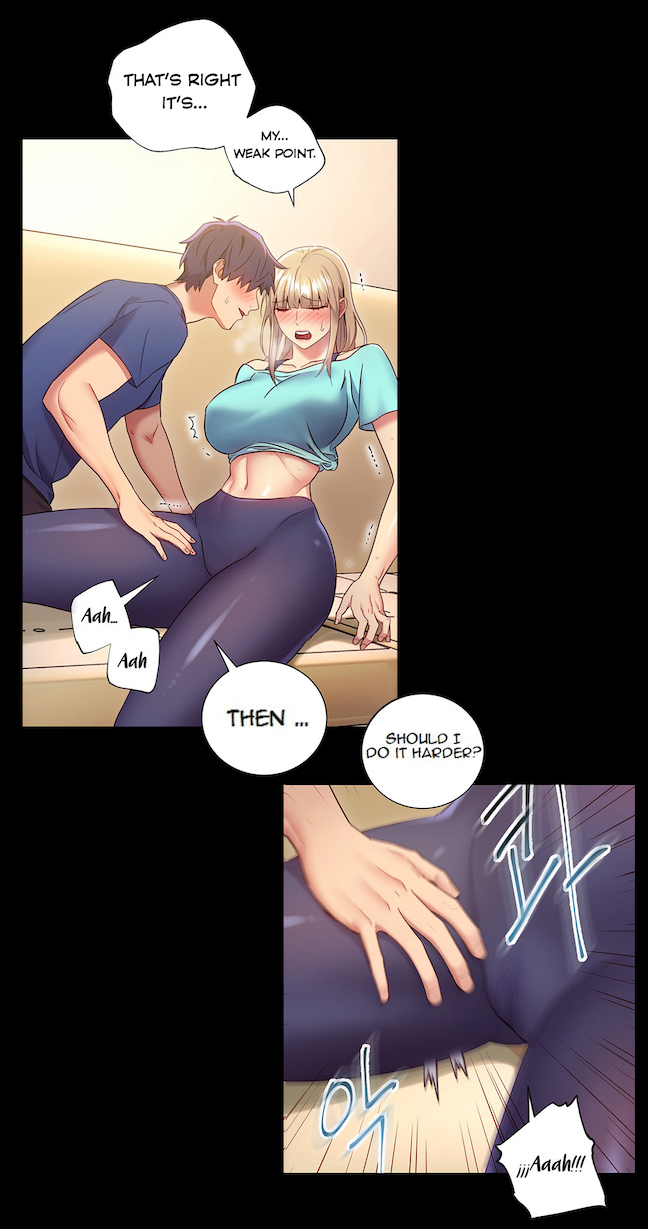 THAT'S RIGHT
IT'S...
MY...
WEAK POINT.
Aah...
Aah
THEN ...
SHOULD I
DO IT HARDER?
¡¡¡Aaah!!!